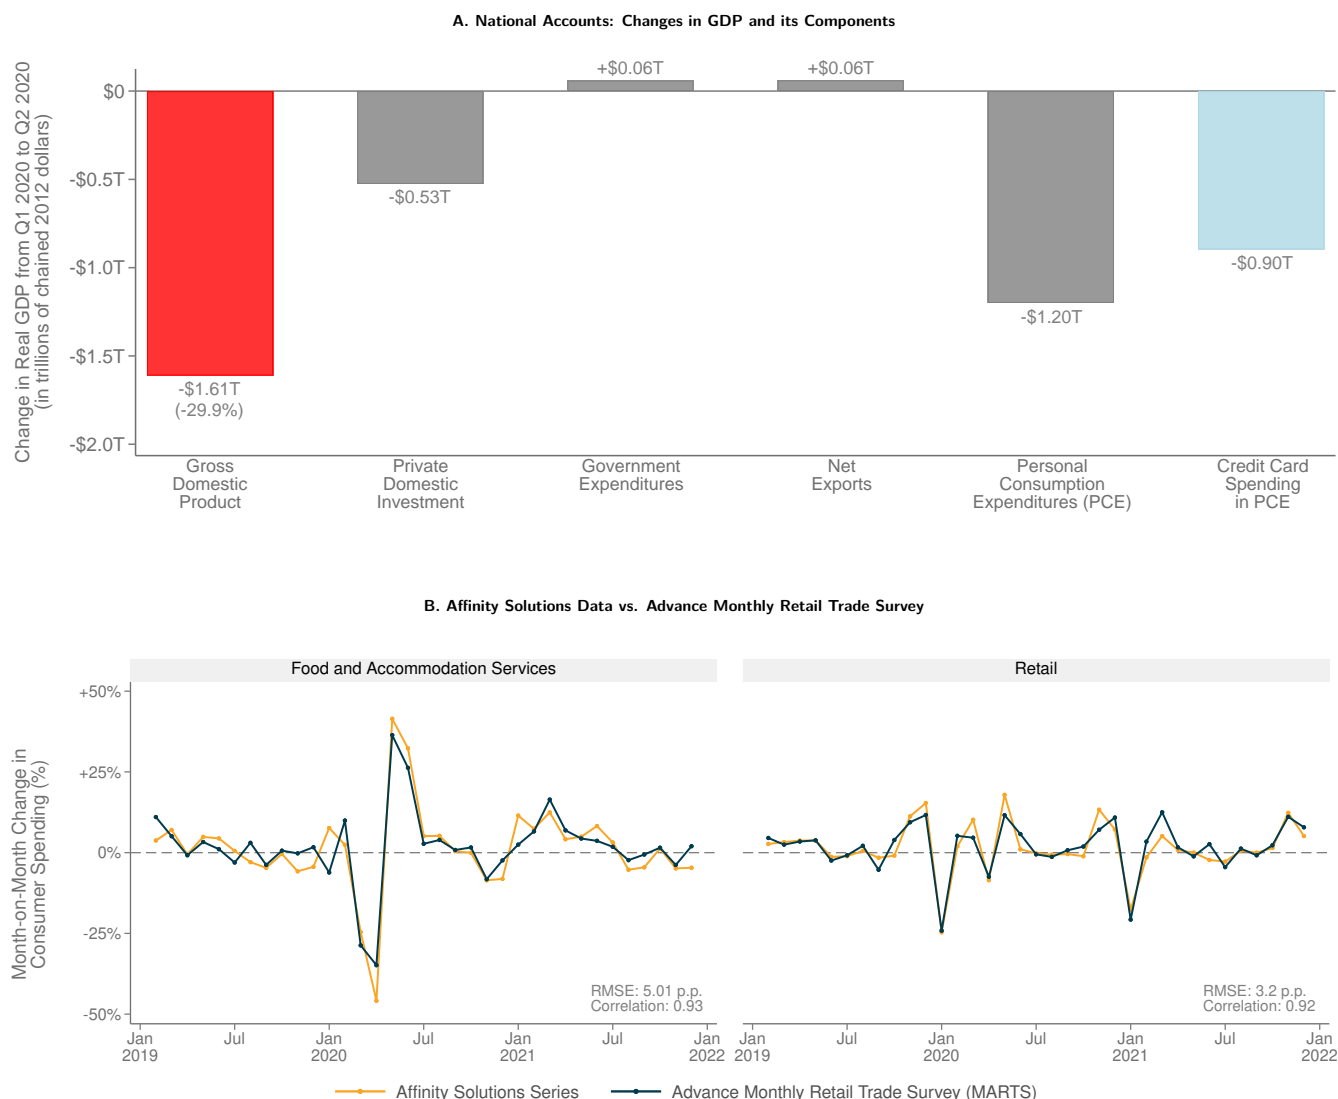 A. National Accounts: Changes in GDP and its Components
Change in Real GDP from Q1 2020 to Q2 2020
(in trillions of chained 2012 dollars)
$0
-$0.5T
-$1.0T
-$1.5T
-$2.0T
-$1.61T
(-29.9%)
-$0.53T
+$0.06T
+$0.06T
-$1.20T
-$0.90T
Gross
Domestic
Product
Private
Domestic
Investment
Government
Expenditures
Net
Exports
Personal
Consumption
Expenditures (PCE)
Credit Card
Spending
in PCE
B. Affinity Solutions Data vs. Advance Monthly Retail Trade Survey
Month-on-Month Change in
Consumer Spending (%)
Food and Accommodation Services
+50%
+25%
0%
-25%
-50%
RMSE: 5.01 p.p.
Correlation: 0.93
Jan
2019
Jul
Jan
2020
Jul
Jan
2021
Jul
Jan
2022
Retail
RMSE: 3.2 p.p.
Correlation: 0.92
Jan
2019
Jul
Jan
2020
Jul
Jan
2021
Jul
Jan
2022
Affinity Solutions Series
Advance Monthly Retail Trade Survey (MARTS)